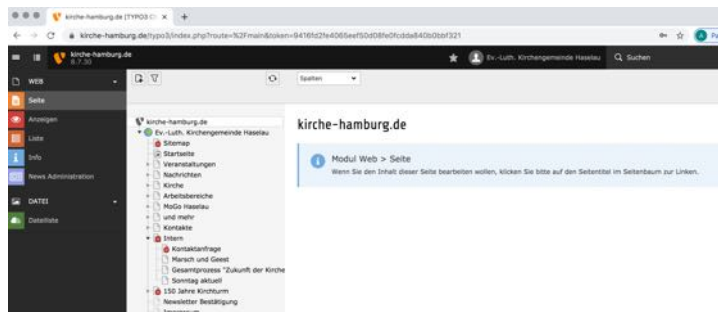 kirche-hamburg.de [TYPO3 C
kirche-hamburg.de/typo3/index.php?route=%2Fmain&token=9416fd2fe4065eef50d08fe0fcdda840b0bbf321
kirche-hamburg.de
8.7.30
Ev.-Luth. Kirchengemeinde Haselau
Suchen
WEB
Seite
Anzeigen
Liste
Info
News Administration
DATEI
Dateiliste
kirche-hamburg.de
Ev.-Luth. Kirchengemeinde Haselau
Sitemap
Startseite
Veranstaltungen
Nachrichten
Kirche
Arbeitsbereiche
MoGo Haselau
und mehr
Kontakte
Intern
Kontaktanfrage
Marsch und Geest
Gesamtprozess "Zukunft der Kirche
Sonntag aktuell
150 Jahre Kirchturm
Newsletter Bestätigung
Impressum
Spalten
kirche-hamburg.de
Modul Web > Seite
Wenn Sie den Inhalt dieser Seite bearbeiten wollen, klicken Sie bitte auf den Seitentitel im Seitenbaum zur Linken.